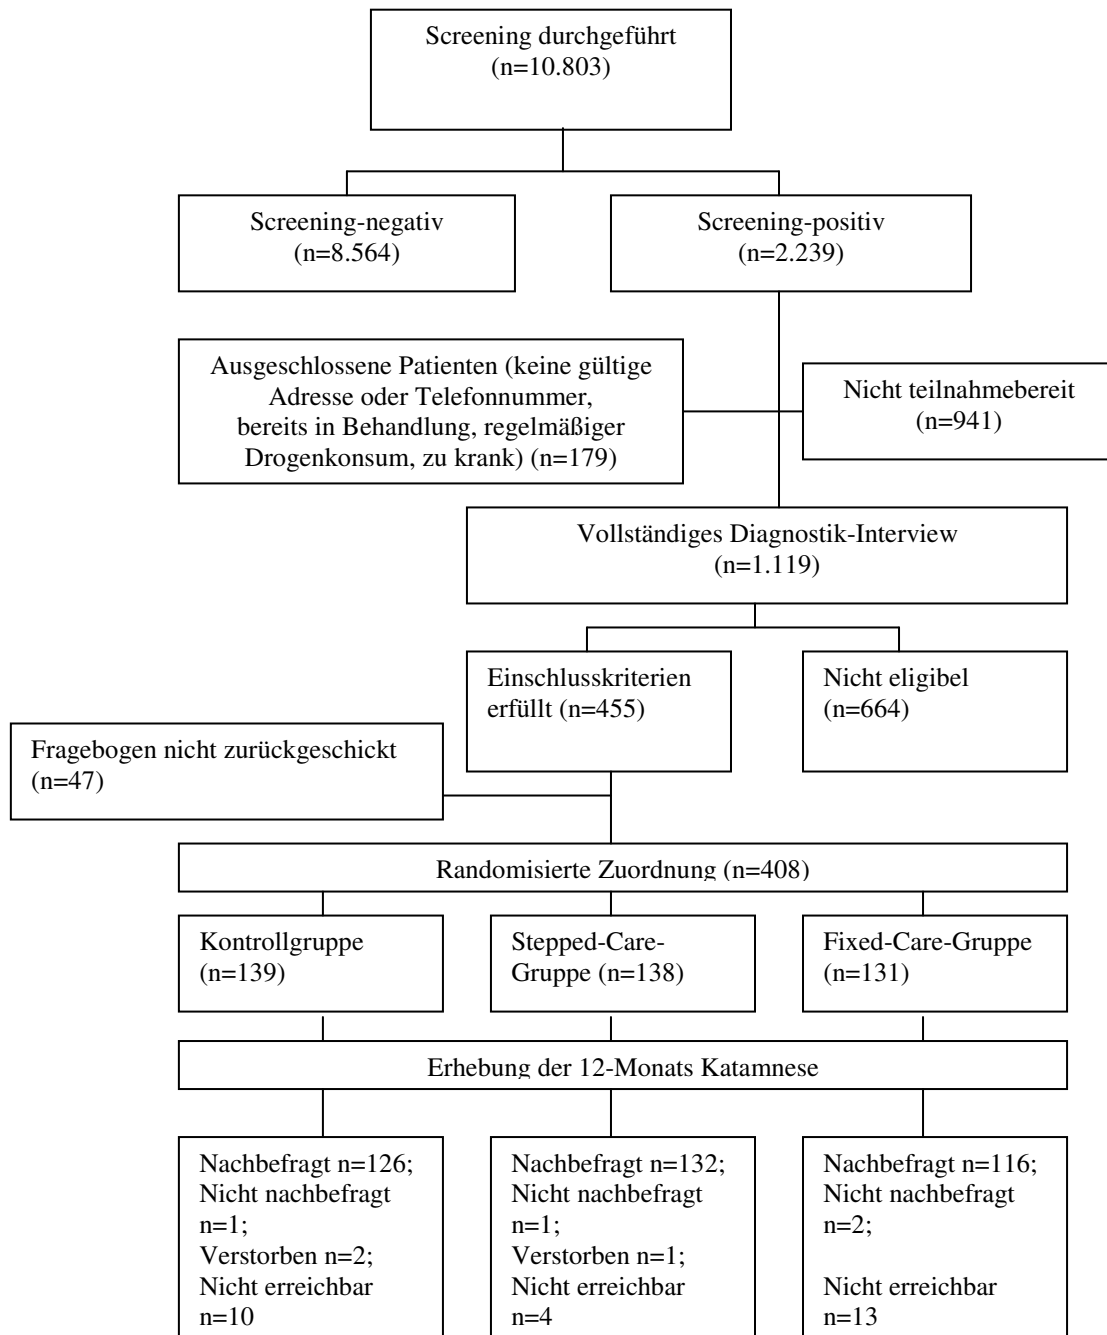 Screening durchgeführt
(n=10.803)
Screening-negativ
(n=8.564)
Screening-positiv
(n=2.239)
Ausgeschlossene Patienten (keine gültige
Adresse oder Telefonnummer,
bereits in Behandlung, regelmäßiger
Drogenkonsum, zu krank) (n=179)
Nicht teilnahmebereit
(n=941)
Vollständiges Diagnostik-Interview
(n=1.119)
Einschlusskriterien
erfüllt (n=455)
Nicht eligibel
(n=664)
Fragebogen nicht zurückgeschickt
(n=47)
Randomisierte Zuordnung (n=408)
Kontrollgruppe
(n=139)
Stepped-Care-
Gruppe (n=138)
Fixed-Care-Gruppe
(n=131)
Erhebung der 12-Monats Katamnese
Nachbefragt n=126;
Nicht nachbefragt
n=1;
Verstorben n=2;
Nicht erreichbar
n=10
Nachbefragt n=132;
Nicht nachbefragt
n=1;
Verstorben n=1;
Nicht erreichbar
n=4
Nachbefragt n=116;
Nicht nachbefragt
n=2;
Nicht erreichbar
n=13